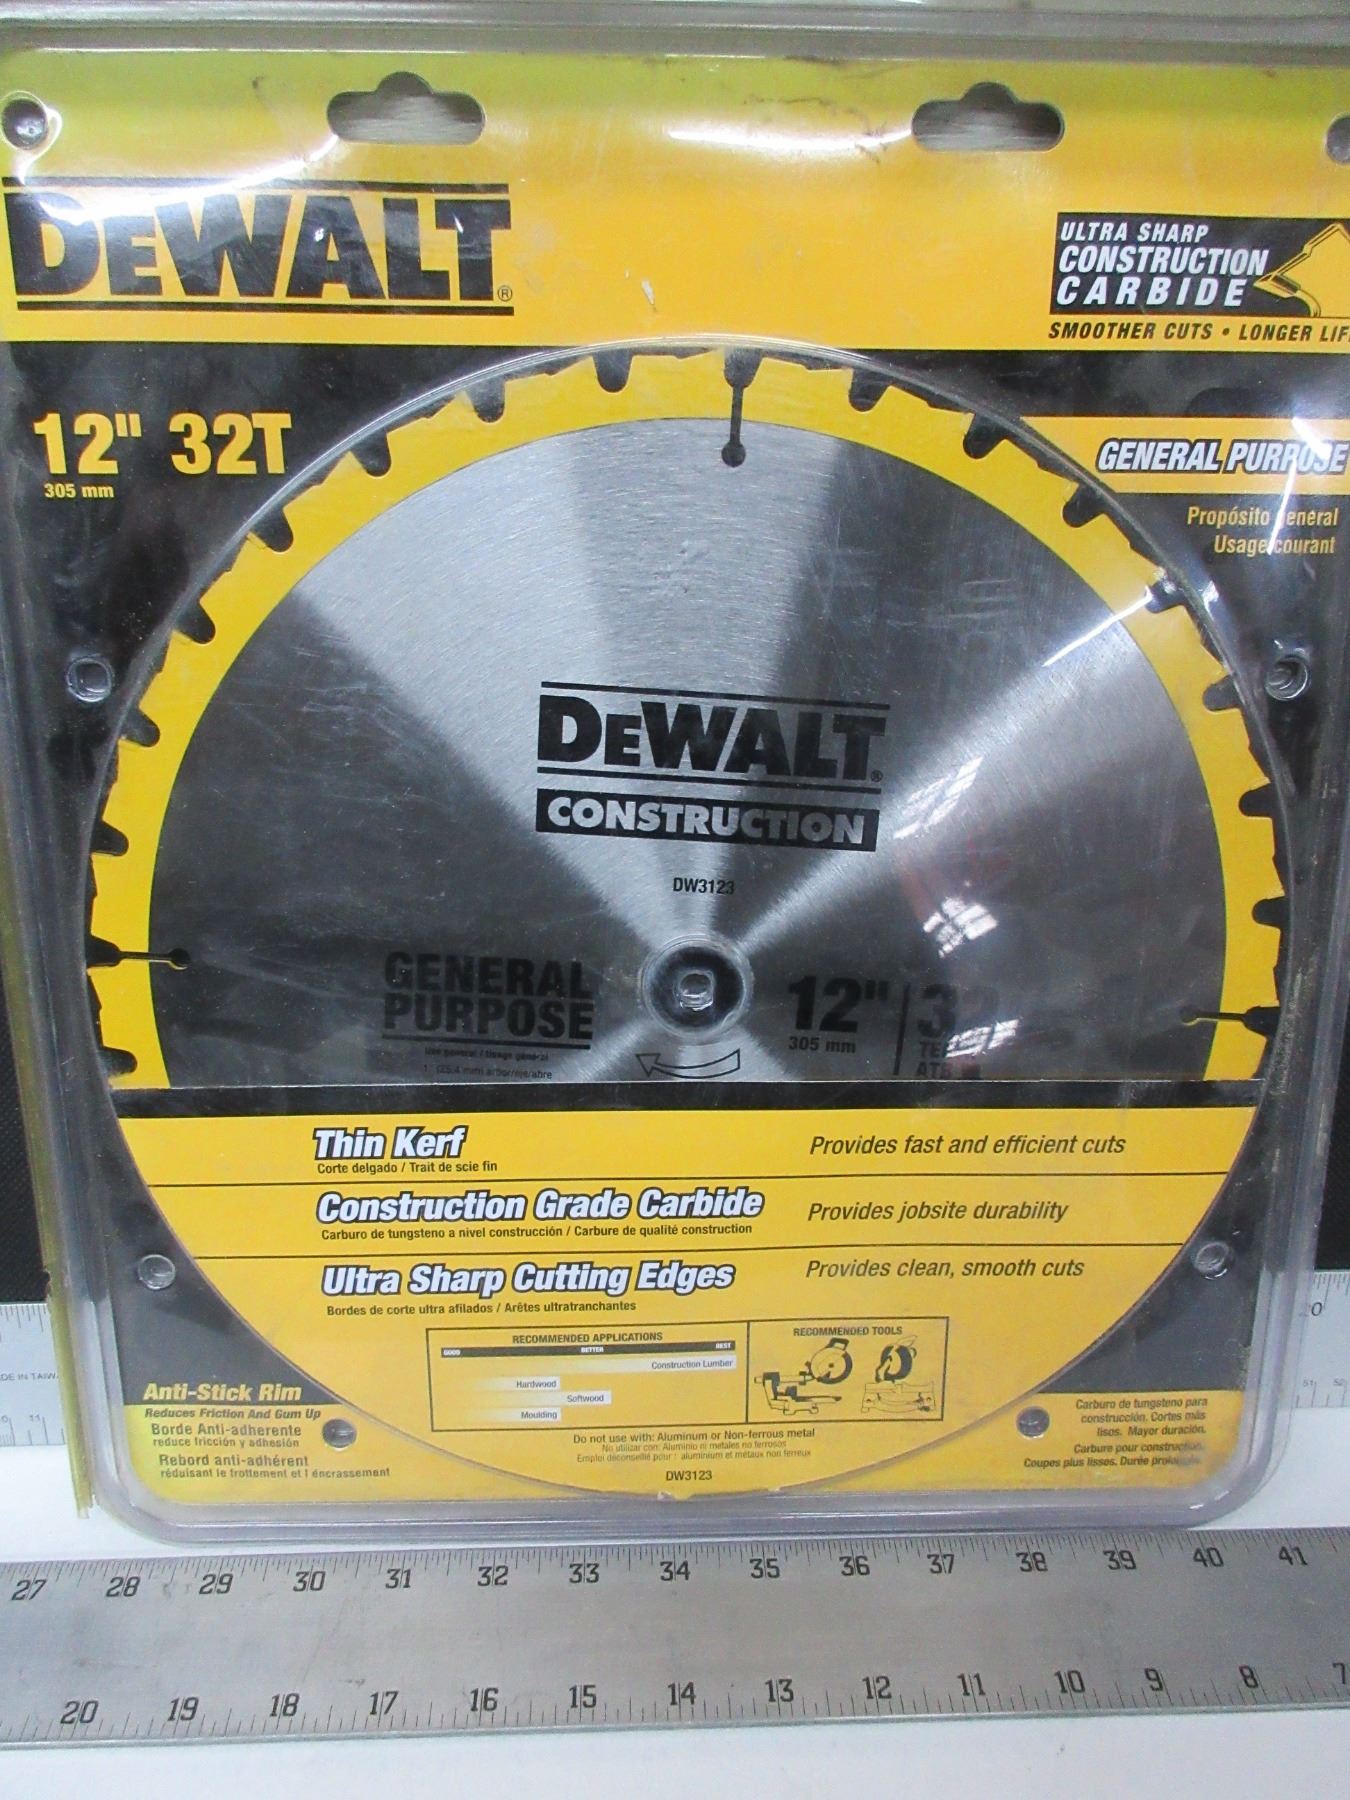 DEWALT®
ULTRA SHARP
CONSTRUCTION
CARBIDE
SMOOTHER CUTS • LONGER LIF
12" 32T
305 mm
GENERAL PURPOSE
Propósito general
Usage courant
DEWALT®
CONSTRUCTION
DW3123
GENERAL
PURPOSE
12" 32
305 mm
Thin Kerf
Corte delgado / Trait de scie fin
Provides fast and efficient cuts
Construction Grade Carbide
Carburo de tungsteno a nivel construcción / Carbure de qualité construction
Provides jobsite durability
Ultra Sharp Cutting Edges
Bordes de corte ultra afilados / Arêtes ultratranchantes
Provides clean, smooth cuts
RECOMMENDED APPLICATIONS
GOOD BETTER BEST
Construction Lumber
Hardwood
Softwood
Moulding
RECOMMENDED TOOLS
Do not use with: Aluminum or Non-ferrous metal
No utilizar con: Aluminio ni metales no ferrosos
Emploi déconseillé pour : aluminium et métaux non ferreux
DW3123
Anti-Stick Rim
Reduces Friction And Gum Up
Borde Anti-adherente
reduce fricción y adhesión
Rebord anti-adhérent
réduisant le frottement et l encrassement
Carburo de tungsteno para
construcción. Cortes más
lisos. Mayor duración.
Carbure pour construction.
Coupes plus lisses. Durée
27 28 29 30 31 32 33 34 35 36 37 38 39 40 41
20 19 18 17 16 15 14 13 12 11 10 9 8 7